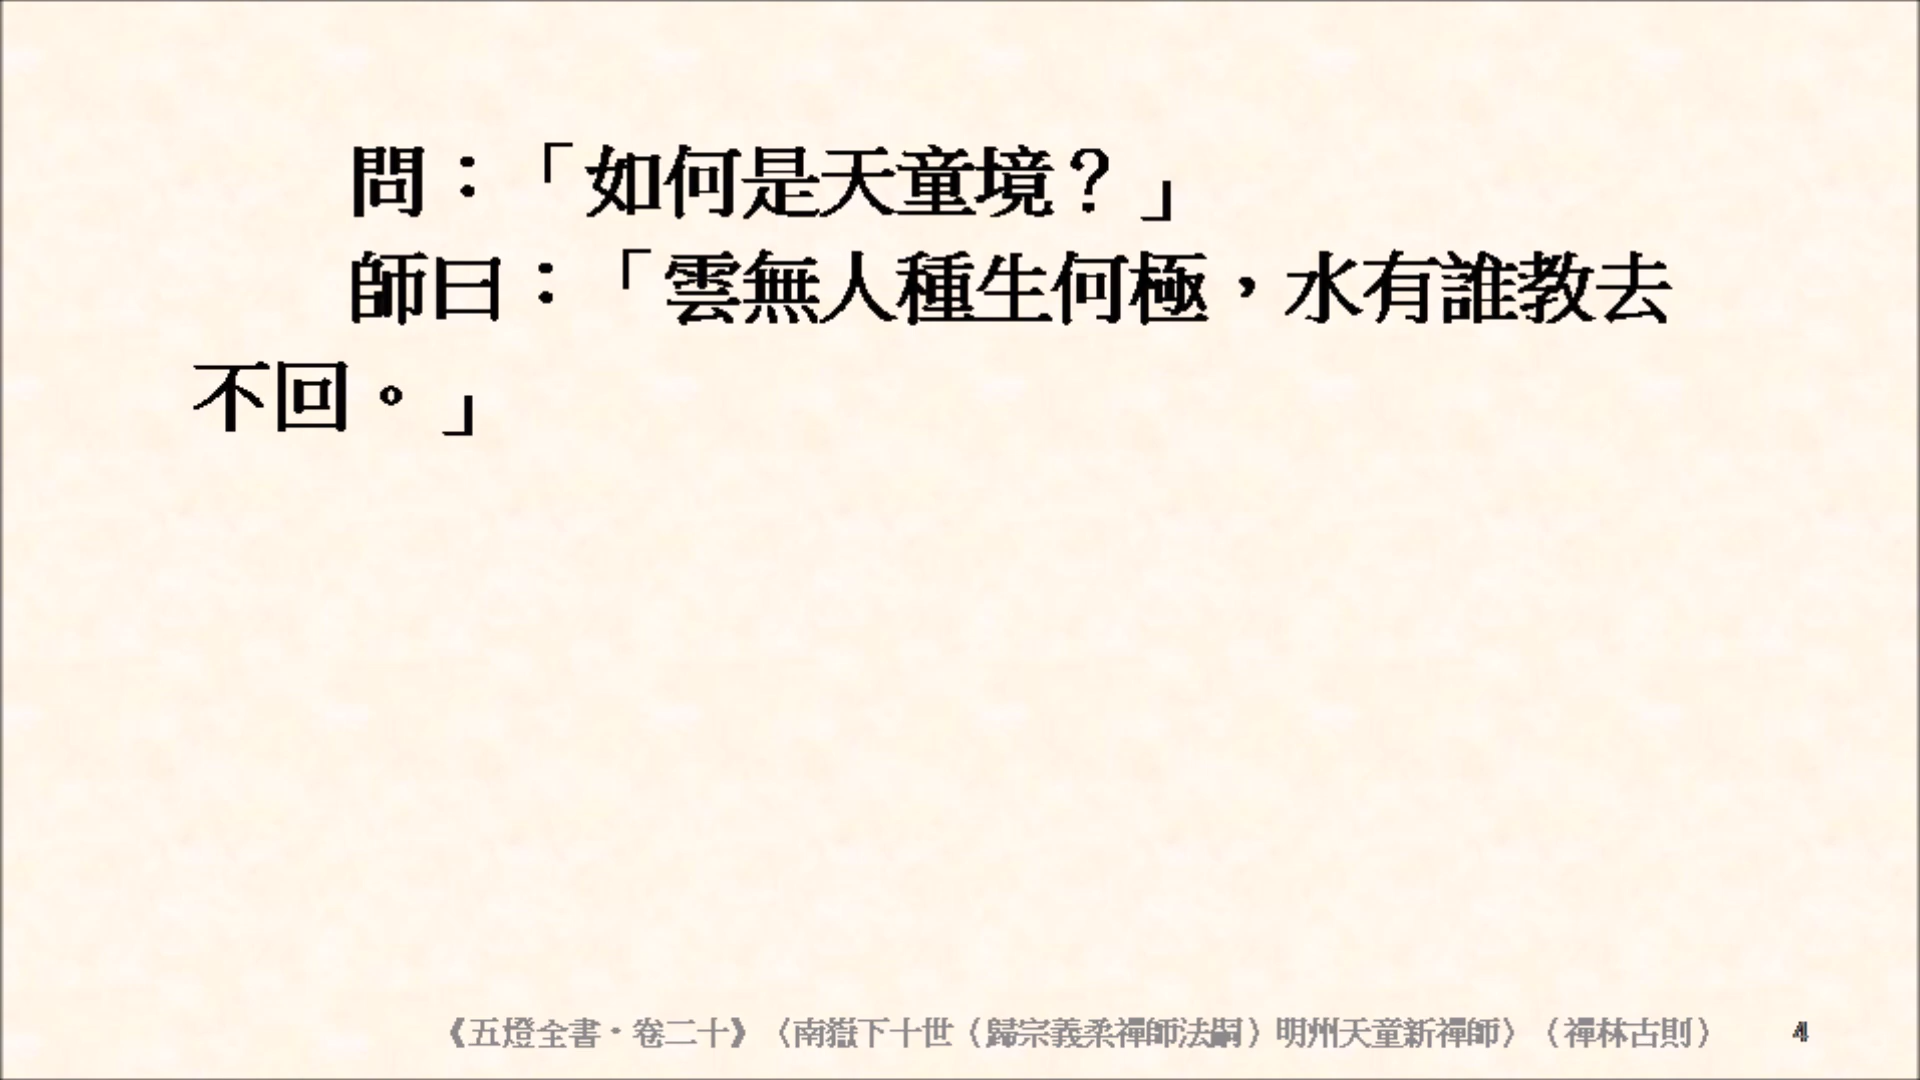 問：「如何是天童境？」
師曰：「雲無人種生何極，水有誰教去
不回。」
《五燈全書·卷二十》〈南嶽下十世（歸宗義柔禪師法嗣）明州天童新禪師〉（禪林古則） 4